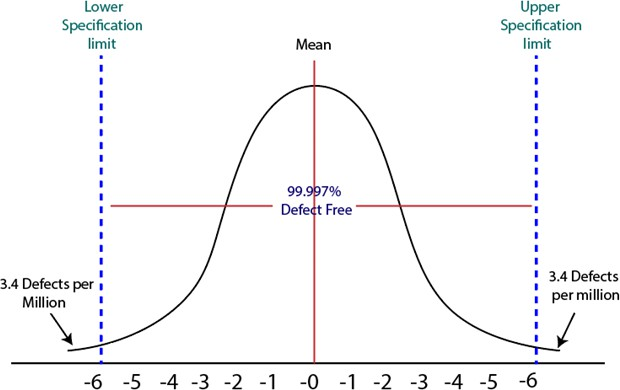 Lower
Specification
limit
Upper
Specification
limit
Mean
99.997%
Defect Free
3.4 Defects per
Million
3.4 Defects
per million
-6 -5 -4 -3 -2 -1 -0 -1 -2 -3 -4 -5 -6